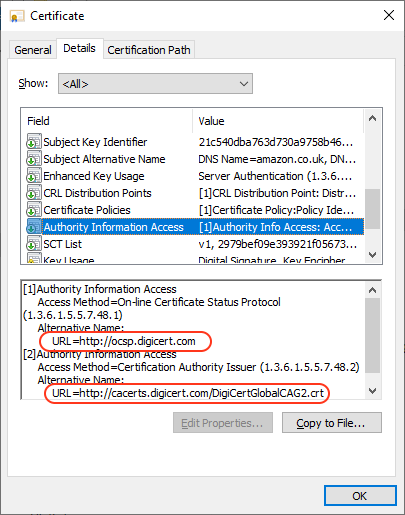 Certificate
General Details Certification Path
Show: <All>
Field Value
Subject Key Identifier 21c540dba763d730a9758b46...
Subject Alternative Name DNS Name=amazon.co.uk, DN...
Enhanced Key Usage Server Authentication (1.3.6....
CRL Distribution Points [1]CRL Distribution Point: Distr...
Certificate Policies [1]Certificate Policy:Policy Ide...
Authority Information Access [1]Authority Info Access: Acc...
SCT List v1, 2979bef09e393921f05673...
Key Usage Digital Signature, Key Encipher
[1]Authority Information Access
Access Method=On-line Certificate Status Protocol
(1.3.6.1.5.5.7.48.1)
Alternative Name:
URL=http://ocsp.digicert.com
[2]Authority Information Access
Access Method=Certification Authority Issuer (1.3.6.1.5.5.7.48.2)
Alternative Name:
URL=http://cacerts.digicert.com/DigiCertGlobalCAG2.crt
Edit Properties... Copy to File...
OK